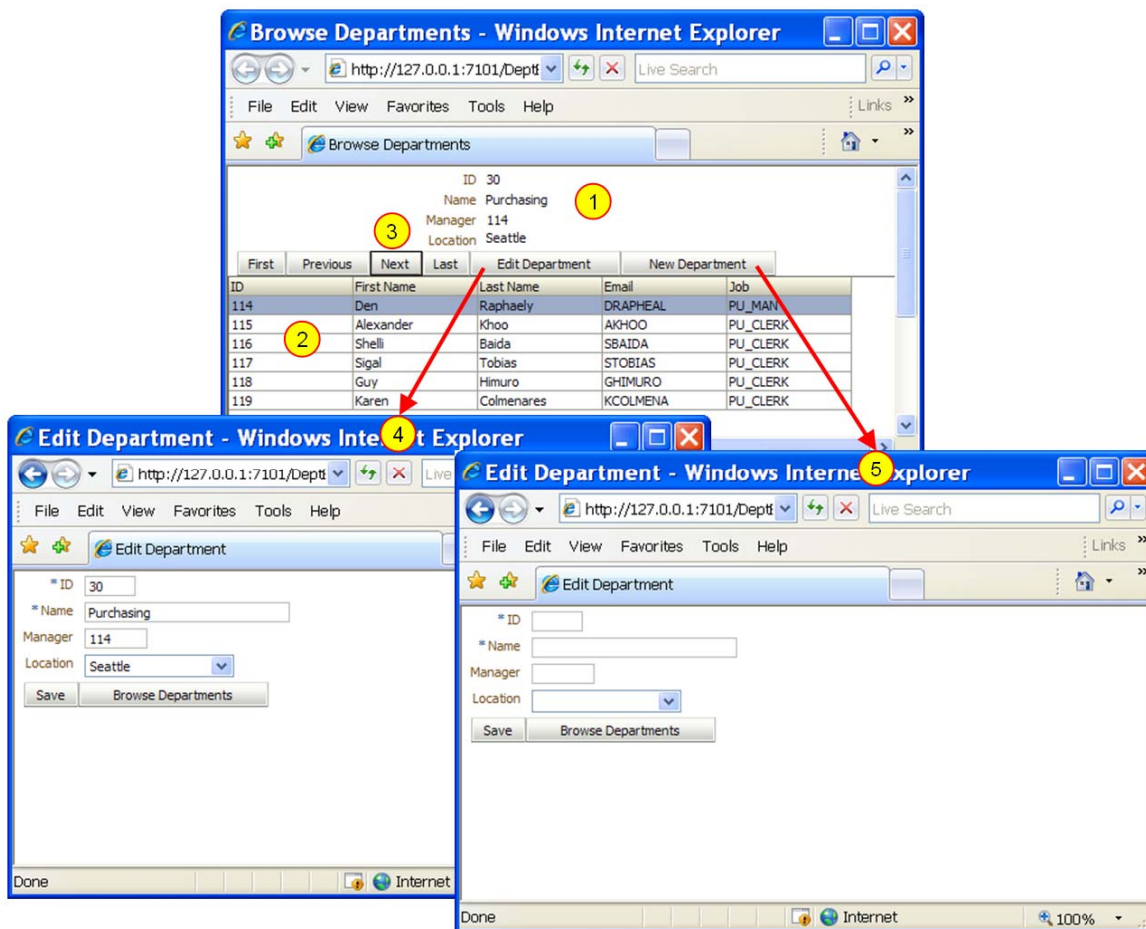 Browse Departments - Windows Internet Explorer
http://127.0.0.1:7101/Dept
Live Search
File Edit View Favorites Tools Help
Links »
Browse Departments
»
ID 30
Name Purchasing
1
Manager 114
3
Location Seattle
First Previous Next Last Edit Department New Department
ID First Name Last Name Email Job
114 Den Raphaely DRAPHEAL PU_MAN
115 Alexander Khoo AKHOO PU_CLERK
2
116 Shelli Baida SBAIDA PU_CLERK
117 Sigal Tobias STOBIAS PU_CLERK
118 Guy Himuro GHIMURO PU_CLERK
119 Karen Colmenares KCOLMENA PU_CLERK
4
Edit Department - Windows Internet Explorer
http://127.0.0.1:7101/Dept
Live
File Edit View Favorites Tools Help
Edit Department
* ID 30
* Name Purchasing
Manager 114
Location Seattle
Save Browse Departments
Done Internet
5
Edit Department - Windows Internet Explorer
http://127.0.0.1:7101/Dept
Live Search
File Edit View Favorites Tools Help
Links »
Edit Department
»
* ID
* Name
Manager
Location
Save Browse Departments
Done Internet 100%